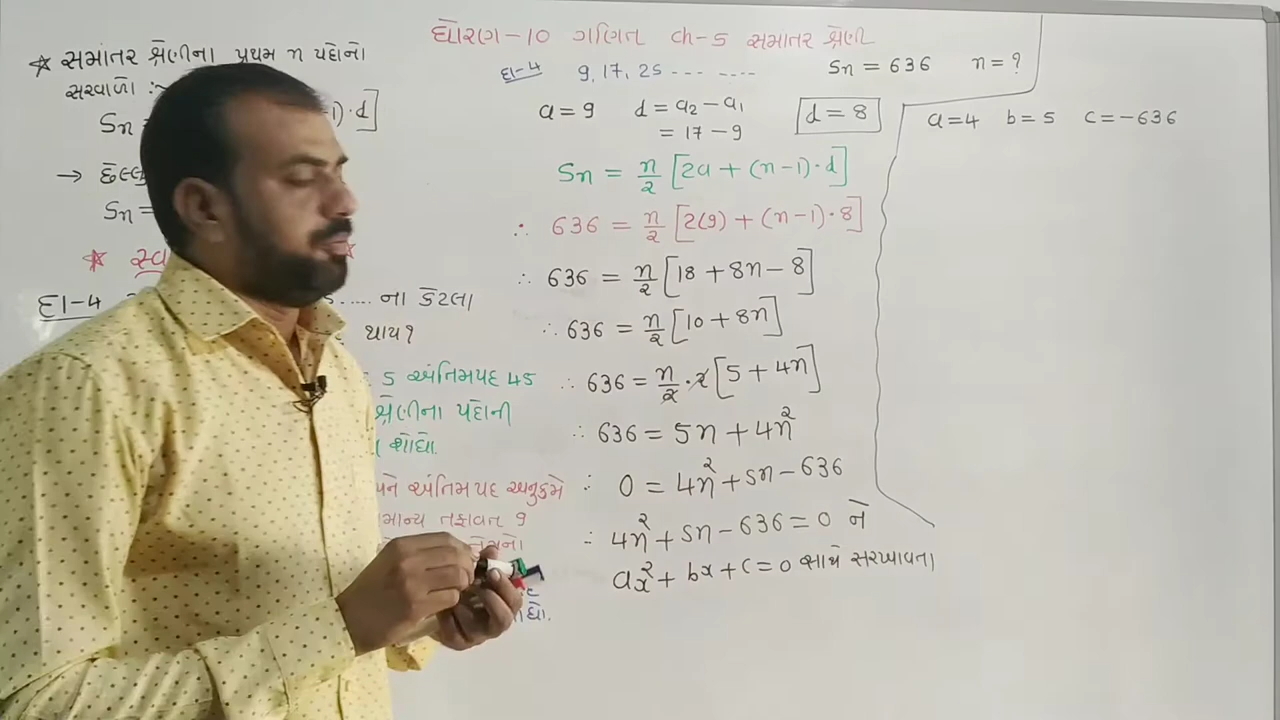 ધોરણ-10 ગણિત ch-5 સમાંતર શ્રેણી
★ સમાંતર શ્રેણીના પ્રથમ n પદોનો
સરવાળો :~
Sn = 1)·d]
→ છેલ્લુ
Sn =
દા-4 ..... ના કેટલા
થાય?
5 અંતિમપદ 45
શ્રેણીના પદોની
શોધો.
અને અંતિમ પદ અનુક્રમે
સામાન્ય તફાવત 9
દા-4 9, 17, 25 --- ---- Sn = 636 n = ?
a = 9 d = a2 - a1 d = 8
= 17 - 9
Sn = n/2 [2a + (n-1)·d]
∴ 636 = n/2 [2(9) + (n-1)·8]
∴ 636 = n/2 [18 + 8n - 8]
∴ 636 = n/2 [10 + 8n]
∴ 636 = n/2 · 2 [5 + 4n]
∴ 636 = 5n + 4n²
∴ 0 = 4n² + 5n - 636
∴ 4n² + 5n - 636 = 0 ને
ax² + bx + c = 0 સાથે સરખાવતા
a = 4 b = 5 c = -636